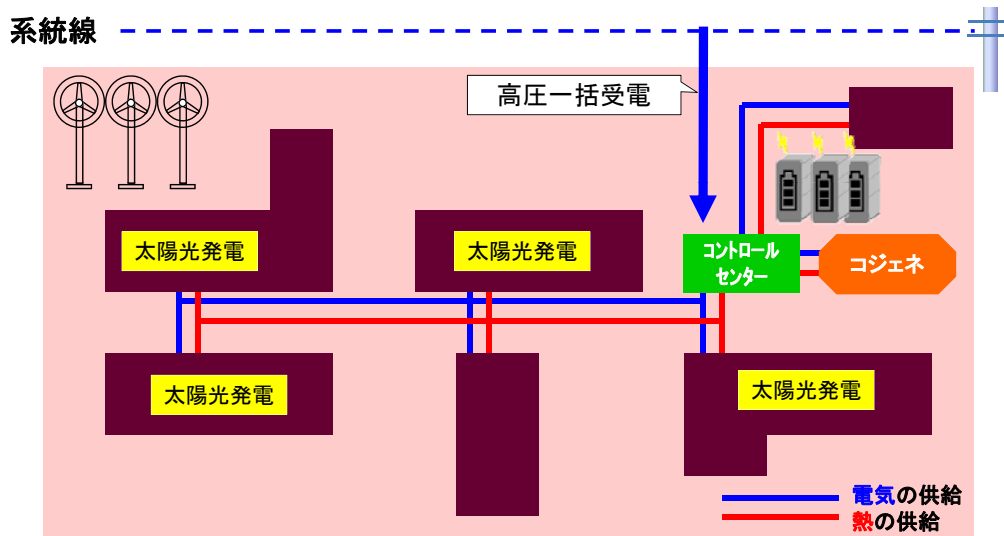 系統線
高圧一括受電
太陽光発電
太陽光発電
コントロール
センター
コジェネ
太陽光発電
太陽光発電
電気の供給
熱の供給